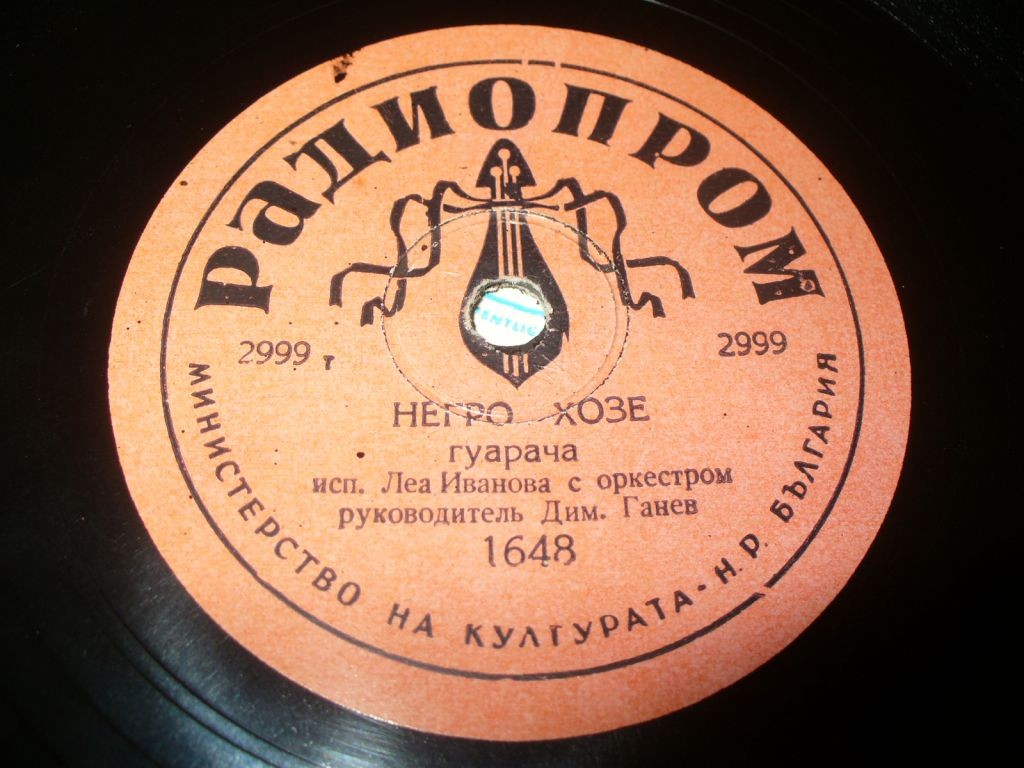 РАДИОПРОМ
2999 т
2999
НЕГРО ХОЗЕ
гуарача
исп. Леа Иванова с оркестром
руководитель Дим. Ганев
1648
МИНИСТЕРСТВО НА КУЛТУРАТА - Н. Р. БЪЛГАРИЯ